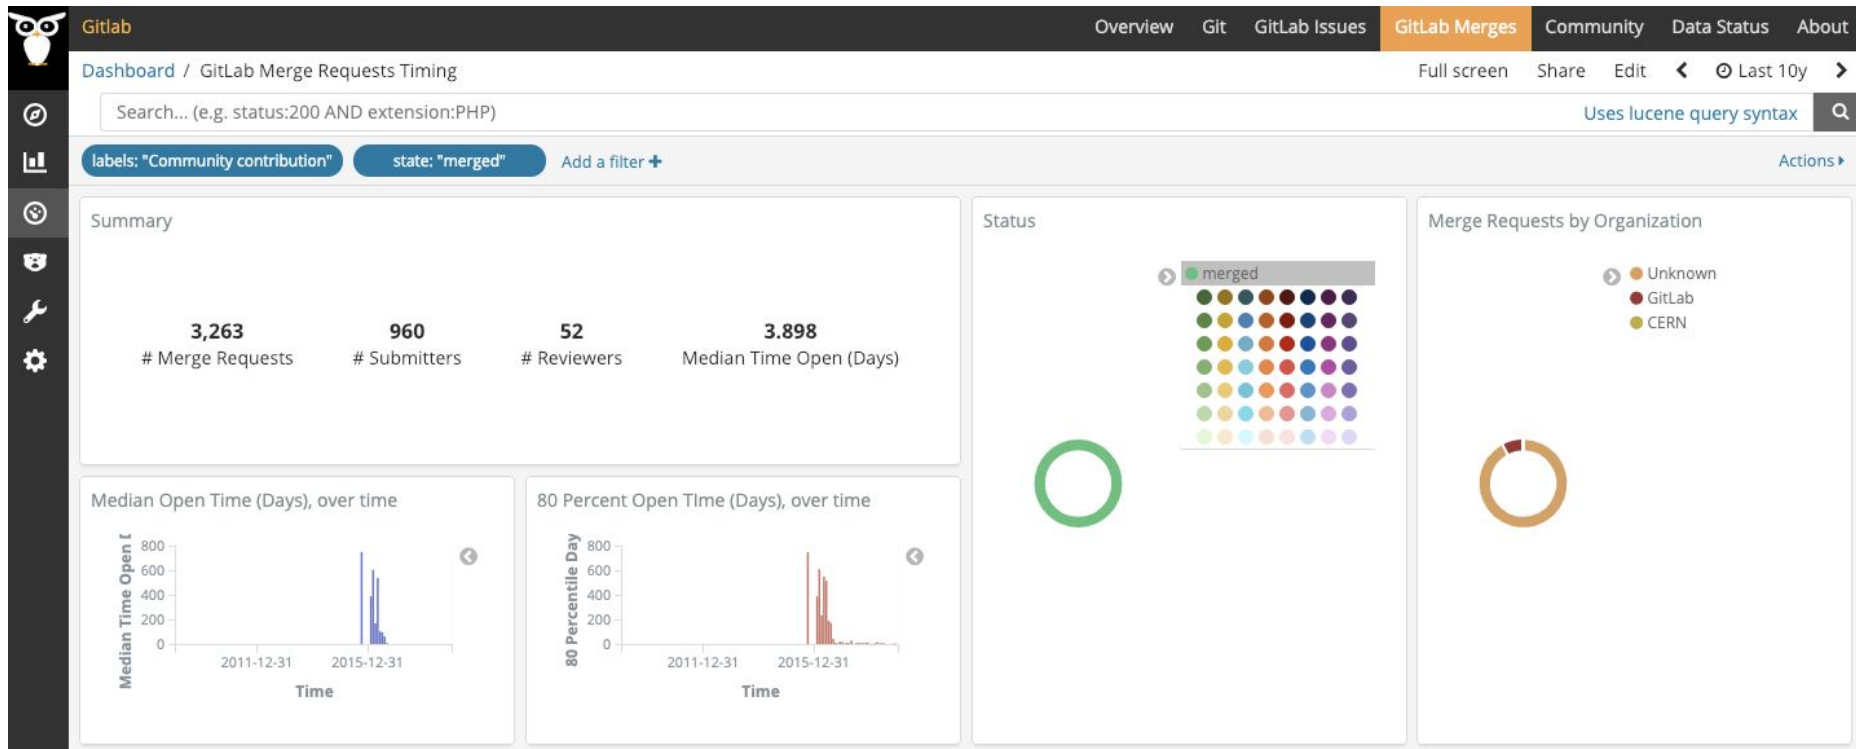 Gitlab
Overview Git GitLab Issues GitLab Merges Community Data Status About
Dashboard / GitLab Merge Requests Timing
Full screen Share Edit Last 10y
Search... (e.g. status:200 AND extension:PHP)
Uses lucene query syntax
labels: "Community contribution" state: "merged" Add a filter +
Actions
Summary
3,263 960 52 3.898
# Merge Requests # Submitters # Reviewers Median Time Open (Days)
Status
merged
Merge Requests by Organization
Unknown
GitLab
CERN
Median Open Time (Days), over time
Median Time Open
800
600
400
200
0
2011-12-31 2015-12-31
Time
80 Percent Open TIme (Days), over time
80 Percentile Day
800
600
400
200
0
2011-12-31 2015-12-31
Time